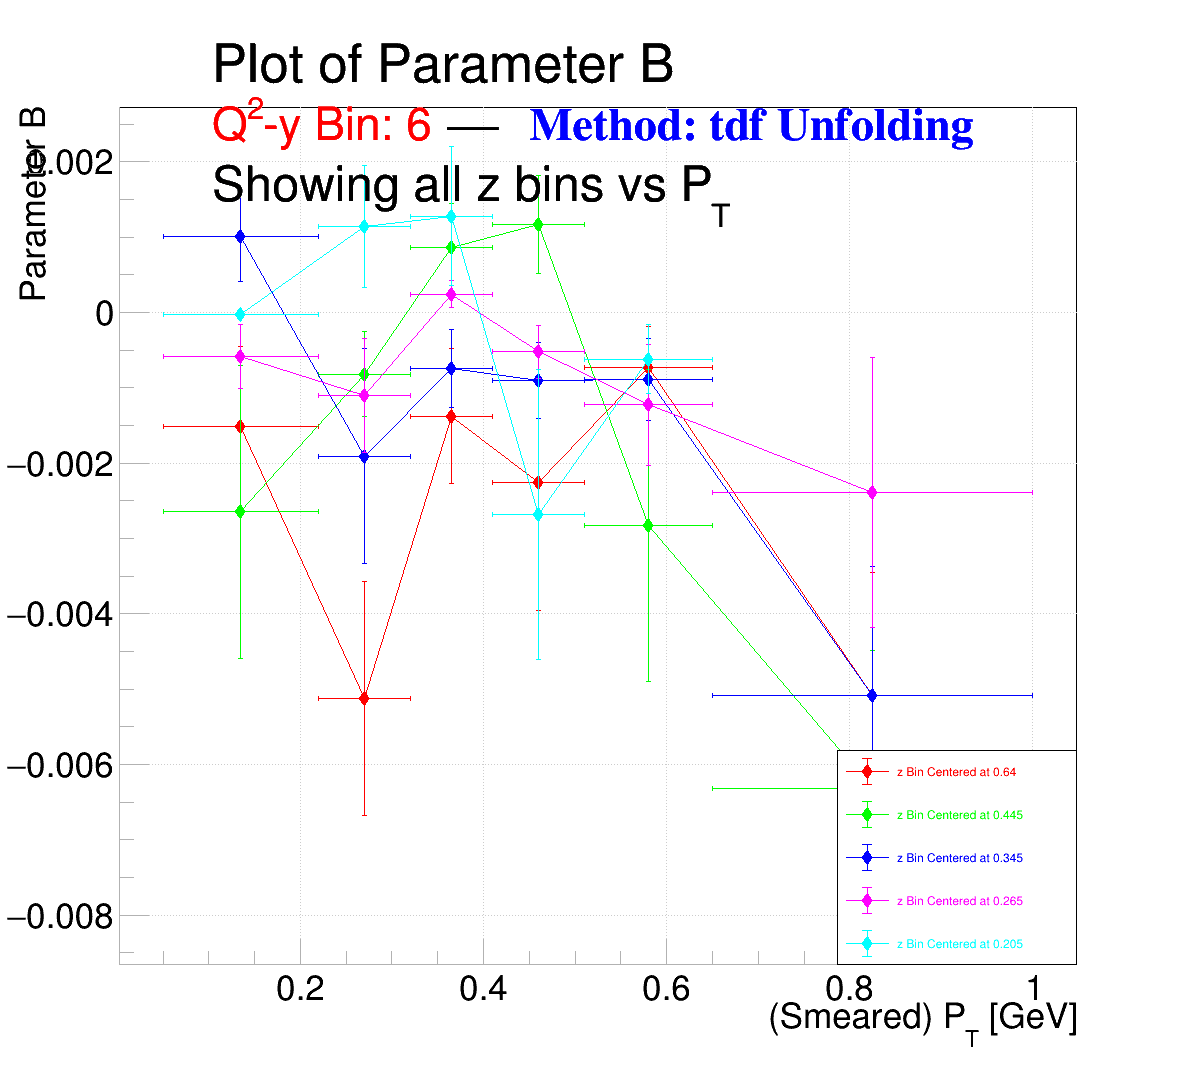 Plot of Parameter B
Q²-y Bin: 6 — Method: tdf Unfolding
Showing all z bins vs P_T
Parameter B
0.002
0
−0.002
−0.004
−0.006
−0.008
z Bin Centered at 0.64
z Bin Centered at 0.445
z Bin Centered at 0.345
z Bin Centered at 0.265
z Bin Centered at 0.205
0.2 0.4 0.6 0.8 1
(Smeared) P_T [GeV]